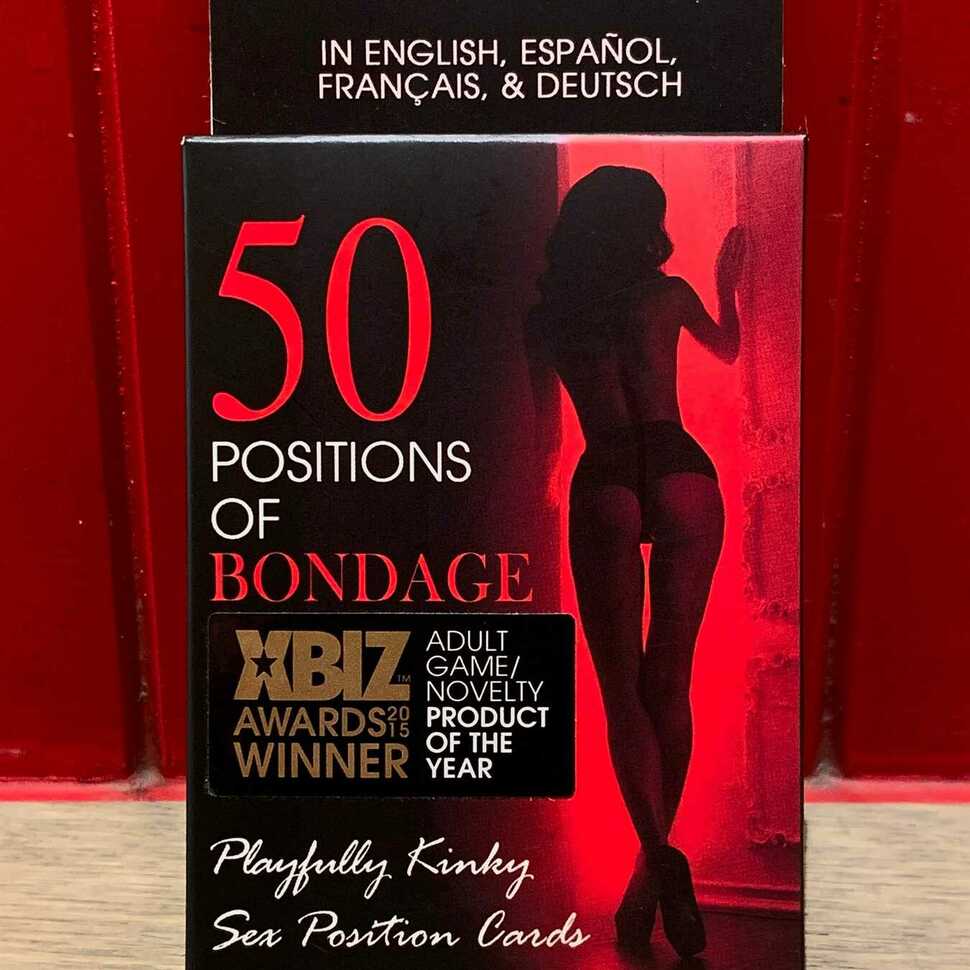 IN ENGLISH, ESPAÑOL,
FRANÇAIS, & DEUTSCH
50
POSITIONS
OF
BONDAGE
XBIZ™
AWARDS 2015
WINNER
ADULT
GAME/
NOVELTY
PRODUCT
OF THE
YEAR
Playfully Kinky
Sex Position Cards